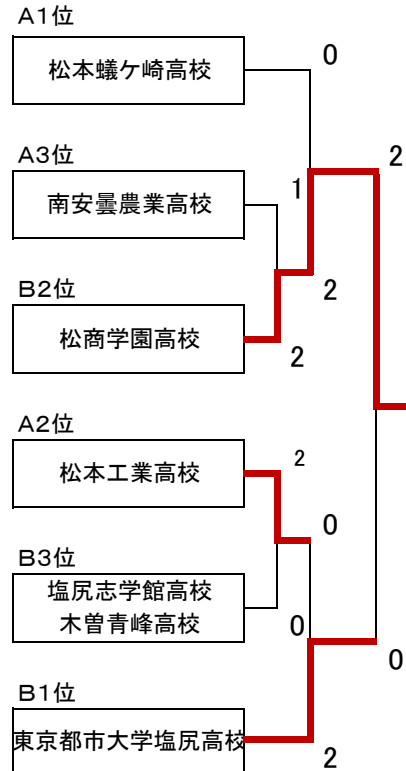 A1位
松本蟻ケ崎高校
0
A3位
南安曇農業高校
1
2
B2位
松商学園高校
2
2
A2位
松本工業高校
2
0
B3位
塩尻志学館高校
木曽青峰高校
0
0
B1位
東京都市大学塩尻高校
2